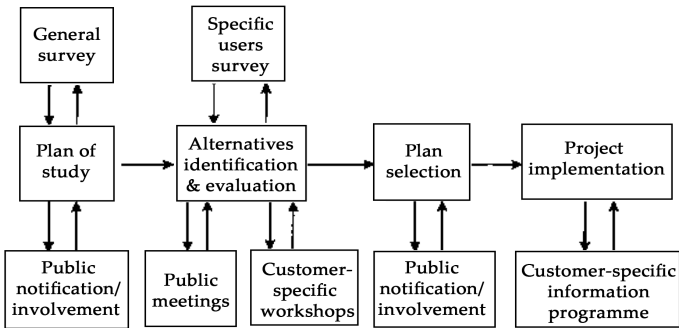 General
survey
Specific
users
survey
Plan of
study
Alternatives
identification
& evaluation
Plan
selection
Project
implementation
Public
notification/
involvement
Public
meetings
Customer-
specific
workshops
Public
notification/
involvement
Customer-specific
information
programme